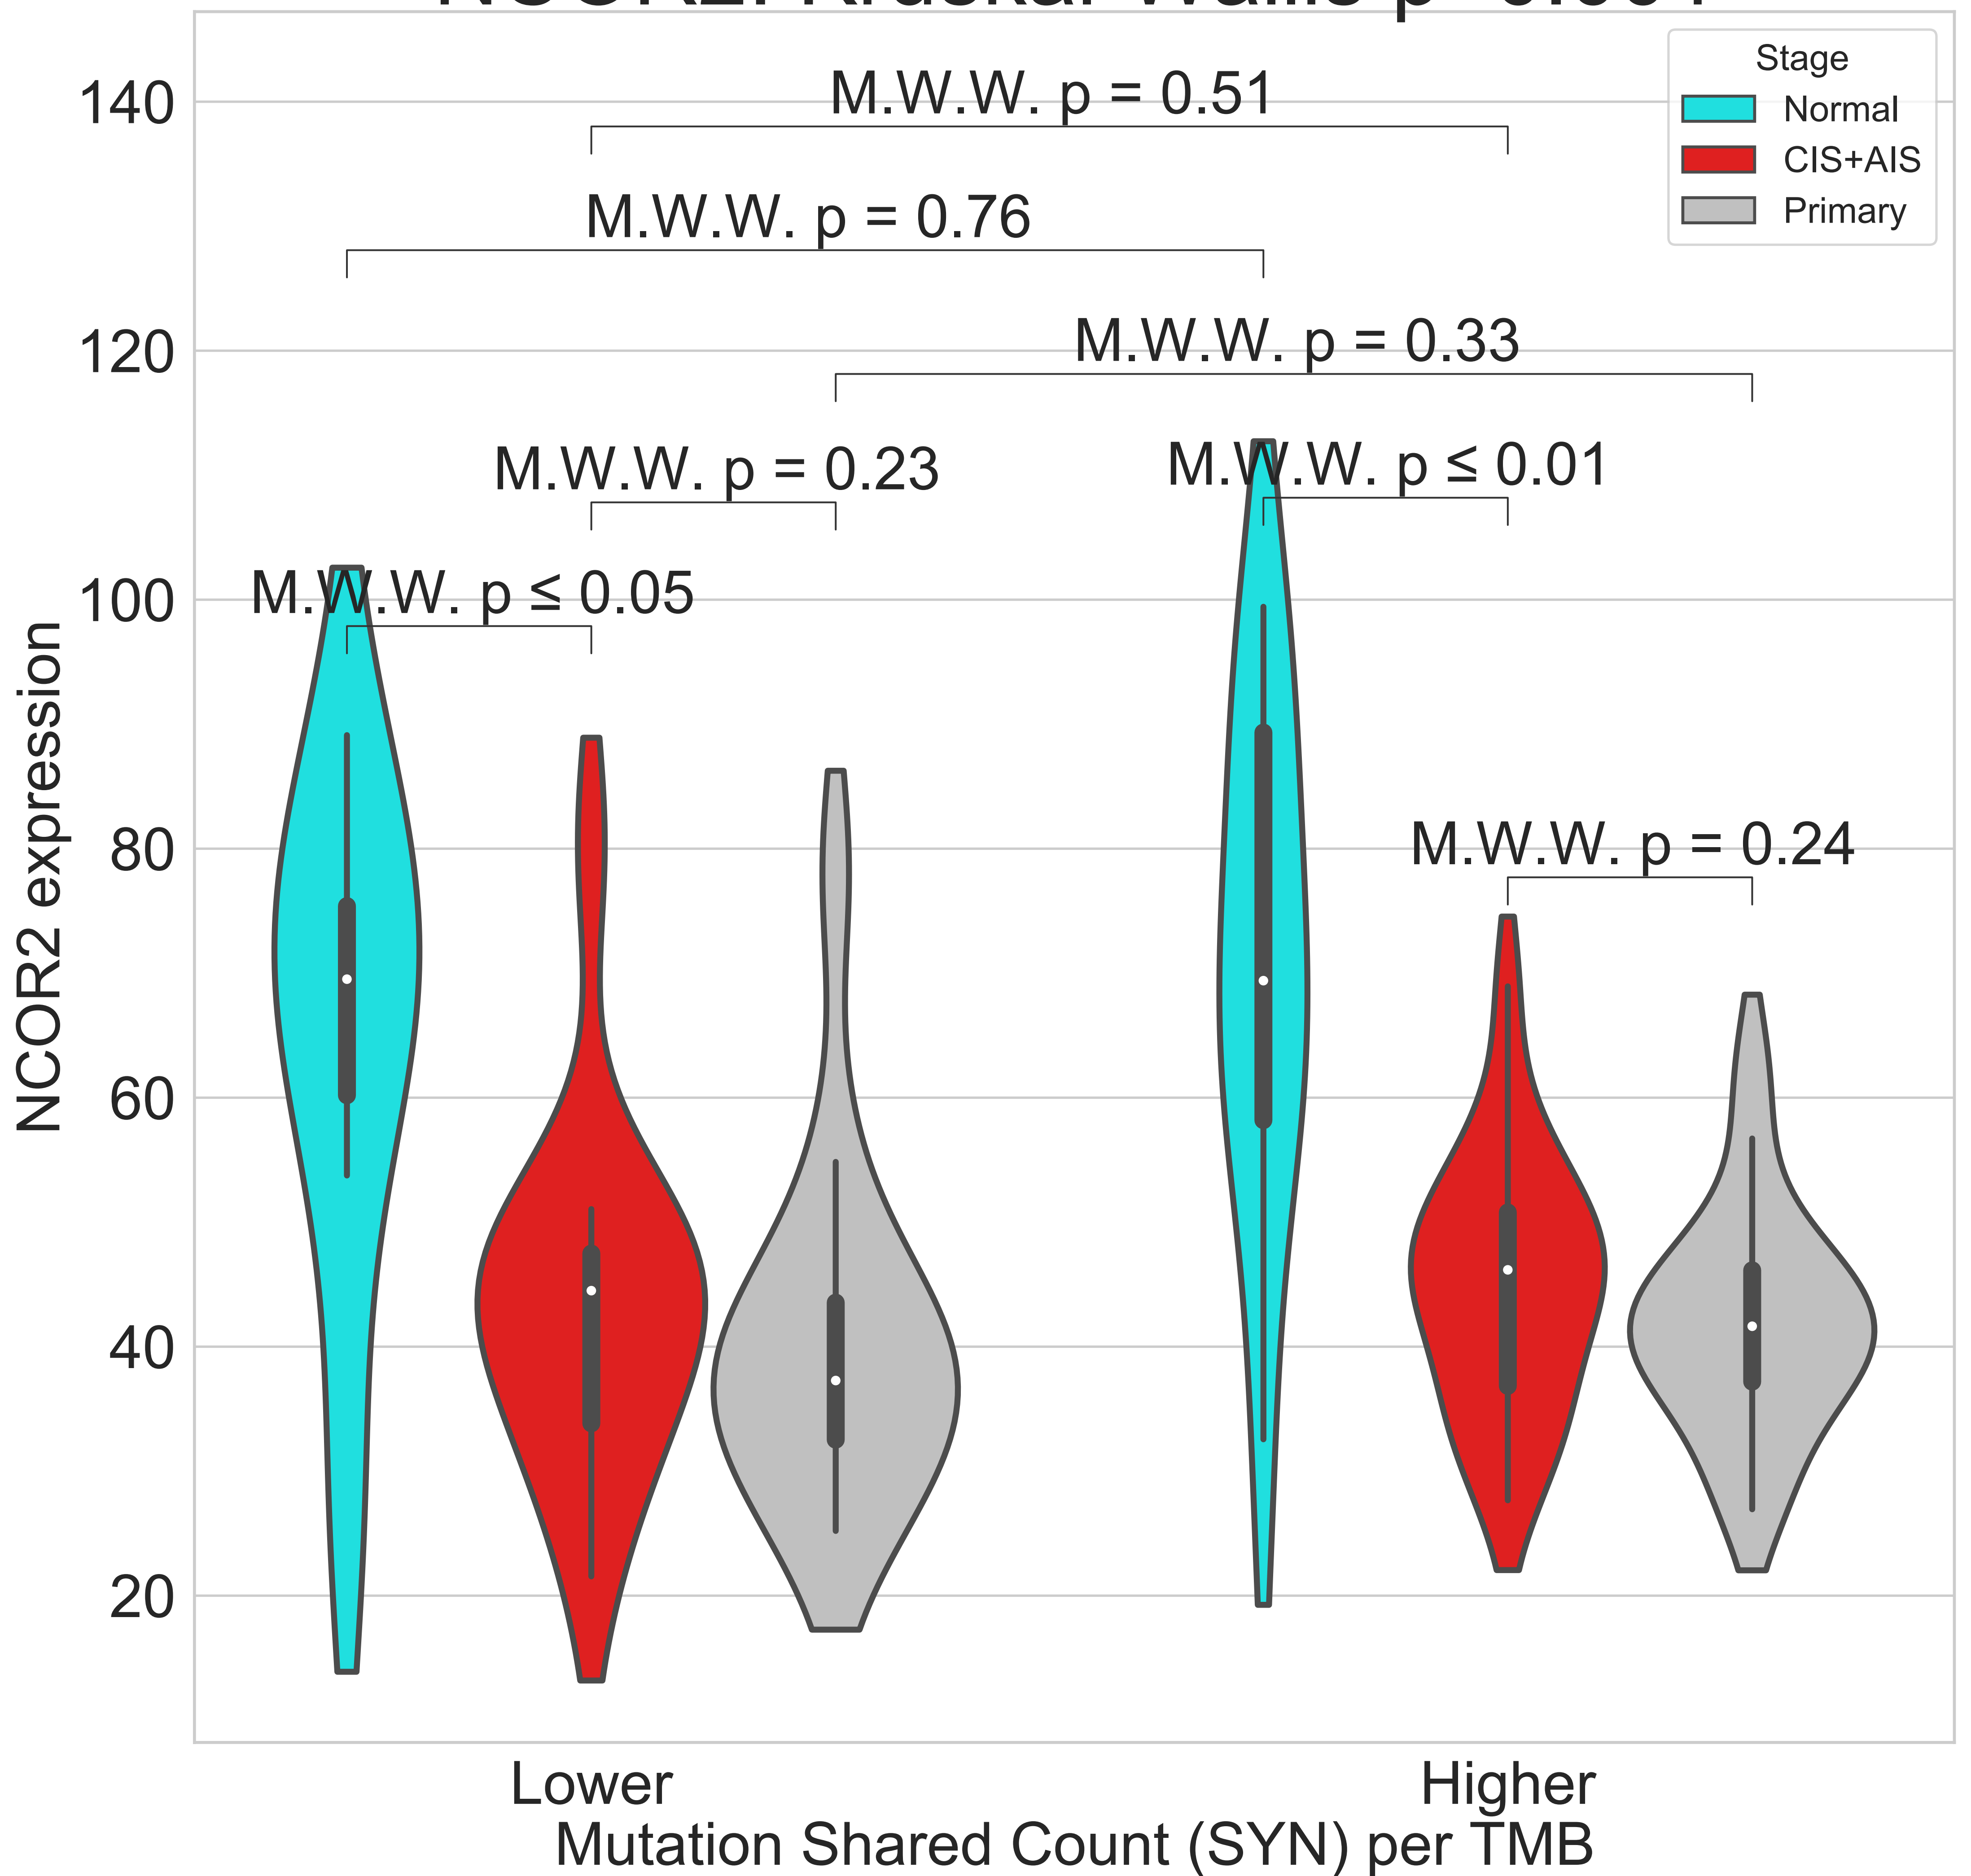 Stage
Normal
CIS+AIS
Primary
M.W.W. p = 0.51
M.W.W. p = 0.76
M.W.W. p = 0.33
M.W.W. p = 0.23
M.W.W. p ≤ 0.01
M.W.W. p ≤ 0.05
M.W.W. p = 0.24
140
120
100
80
60
40
20
NCOR2 expression
Lower
Higher
Mutation Shared Count (SYN) per TMB